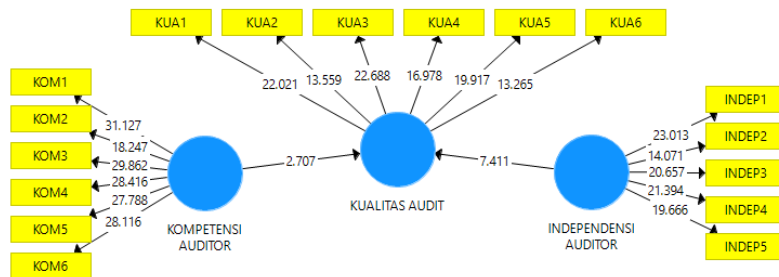 KUA1
KUA2
KUA3
KUA4
KUA5
KUA6
22.021
13.559
22.688
16.978
19.917
13.265
KOM1
KOM2
KOM3
KOM4
KOM5
KOM6
31.127
18.247
29.862
28.416
27.788
28.116
KOMPETENSI
AUDITOR
2.707
KUALITAS AUDIT
7.411
INDEPENDENSI
AUDITOR
23.013
14.071
20.657
21.394
19.666
INDEP1
INDEP2
INDEP3
INDEP4
INDEP5